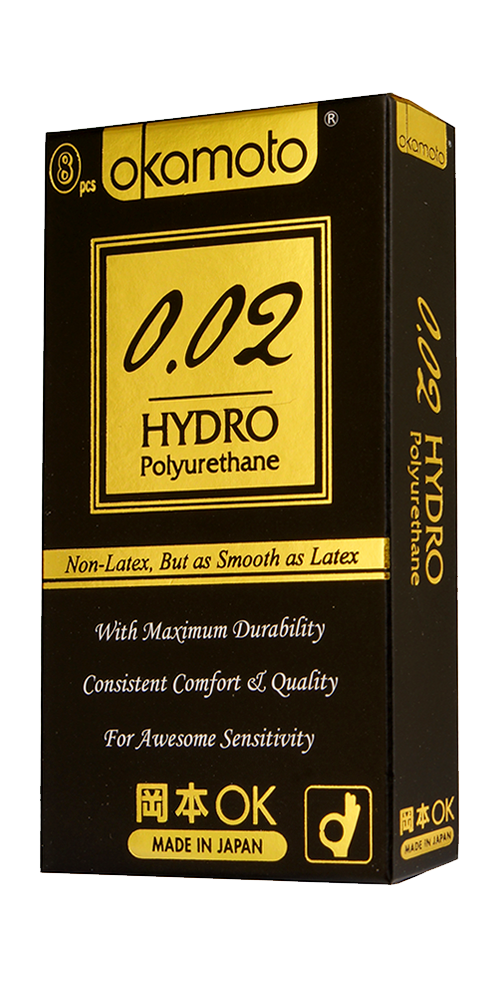 8 pcs
okamoto®
0.02
HYDRO
Polyurethane
Non-Latex, But as Smooth as Latex
With Maximum Durability
Consistent Comfort & Quality
For Awesome Sensitivity
岡本OK
MADE IN JAPAN
okamoto
0.02 HYDRO
Polyurethane
岡本OK
MADE IN JAPAN